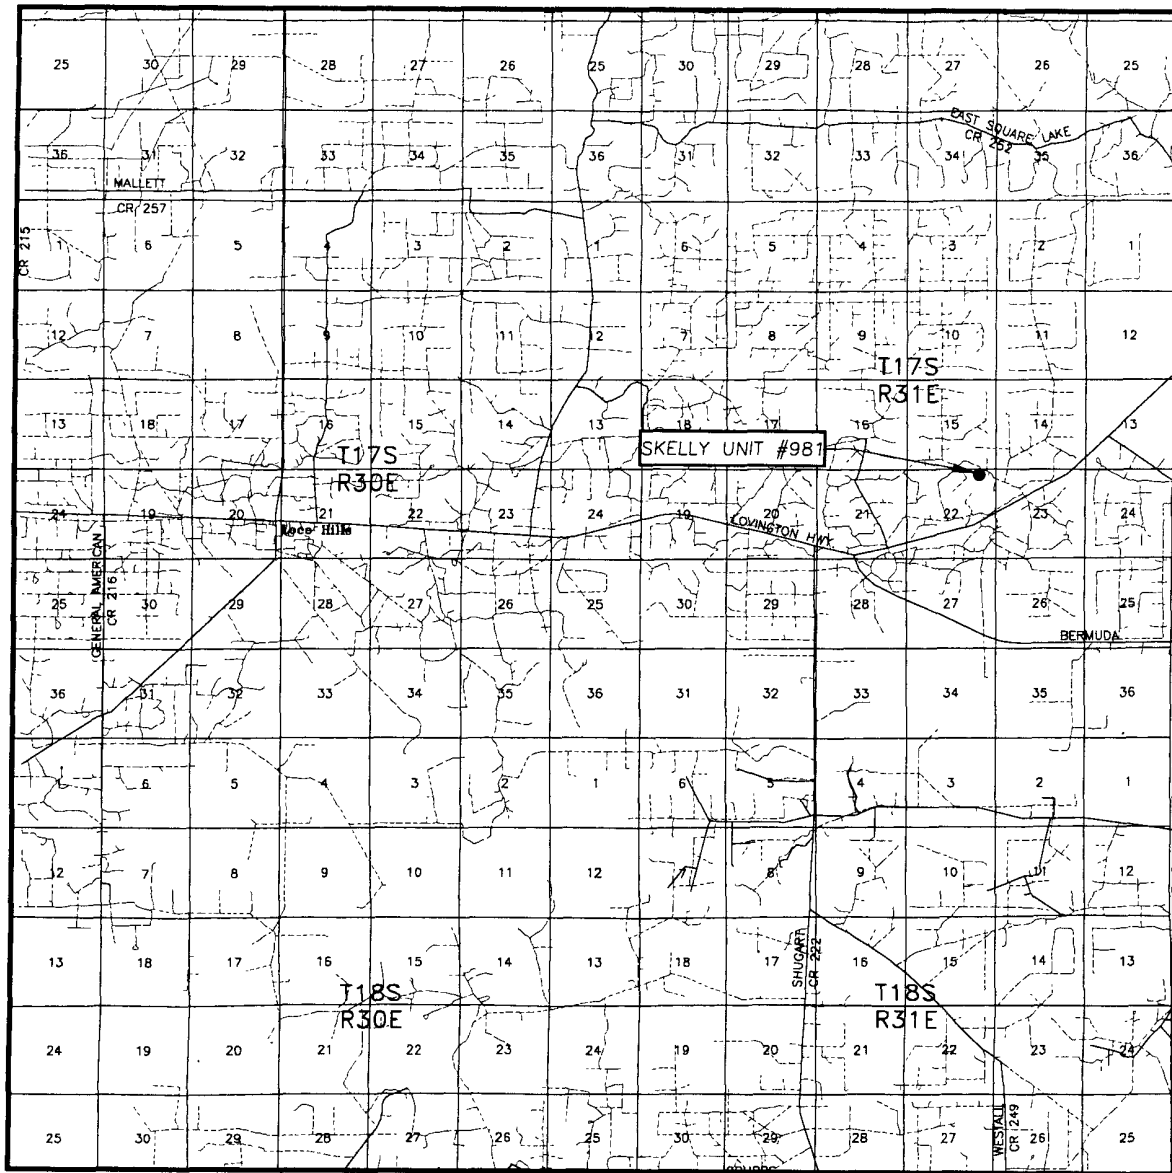 25 30 29 28 27 26 25 30 29 28 27 26 25
EAST SQUARE LAKE
CR 252
36 31 32 33 34 35 36 31 32 33 34 35 36
MALLETT
CR 257
CR 215
1 6 5 4 3 2 1 6 5 4 3 2 1
12 7 8 9 10 11 12 7 8 9 10 11 12
T17S
R31E
13 18 17 16 15 14 13 18 17 16 15 14 13
SKELLY UNIT #981
T17S
R30E
24 19 20 21 22 23 24 19 20 21 22 23 24
Loco Hills
LOVINGTON HWY
GENERAL AMERICAN
CR 216
25 30 29 28 27 26 25 30 29 28 27 26 25
BERMUDA
36 31 32 33 34 35 36 31 32 33 34 35 36
1 6 5 4 3 2 1 6 5 4 3 2 1
12 7 8 9 10 11 12 7 8 9 10 11 12
13 18 17 16 15 14 13 18 17 16 15 14 13
SHUGART
CR 222
T18S
R30E
T18S
R31E
24 19 20 21 22 23 24 19 20 21 22 23 24
25 30 29 28 27 26 25 30 29 28 27 26 25
WESTALL
CR 249